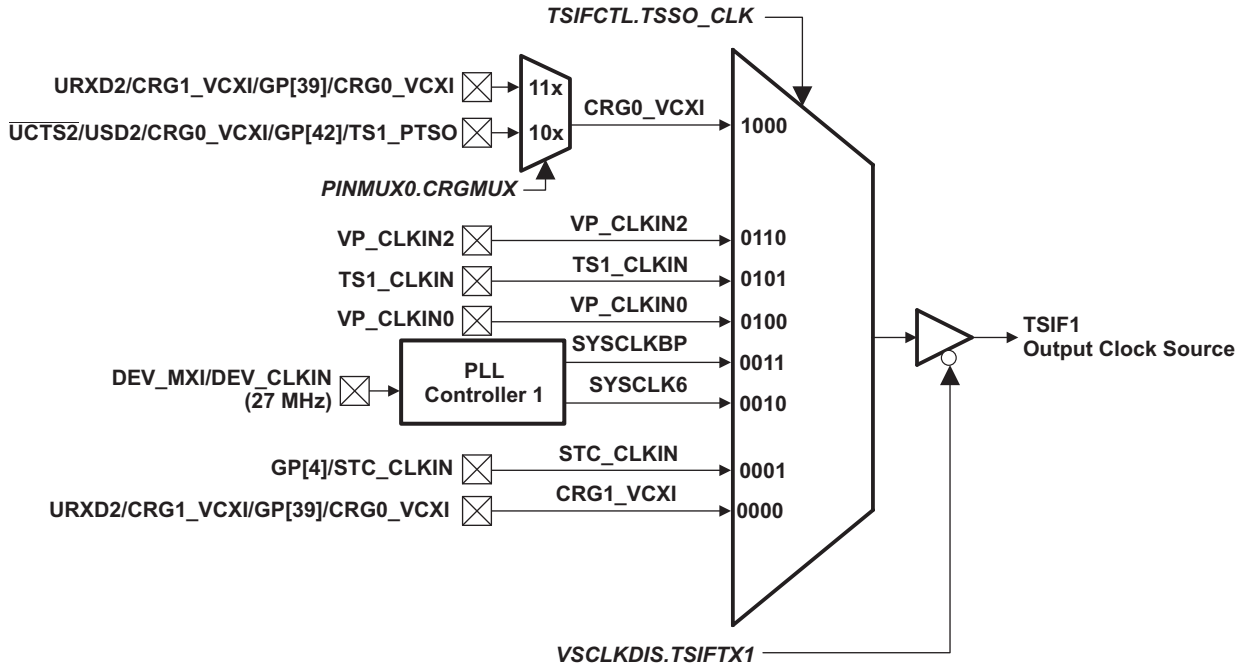 TSIFCTL.TSSO_CLK
URXD2/CRG1_VCXI/GP[39]/CRG0_VCXI
11x
CRG0_VCXI
1000
UCTS2/USD2/CRG0_VCXI/GP[42]/TS1_PTSO
10x
PINMUX0.CRGMUX
VP_CLKIN2
VP_CLKIN2
0110
TS1_CLKIN
TS1_CLKIN
0101
VP_CLKIN0
VP_CLKIN0
0100
TSIF1
Output Clock Source
SYSCLKBP
0011
DEV_MXI/DEV_CLKIN
(27 MHz)
PLL
Controller 1
SYSCLK6
0010
GP[4]/STC_CLKIN
STC_CLKIN
0001
URXD2/CRG1_VCXI/GP[39]/CRG0_VCXI
CRG1_VCXI
0000
VSCLKDIS.TSIFTX1